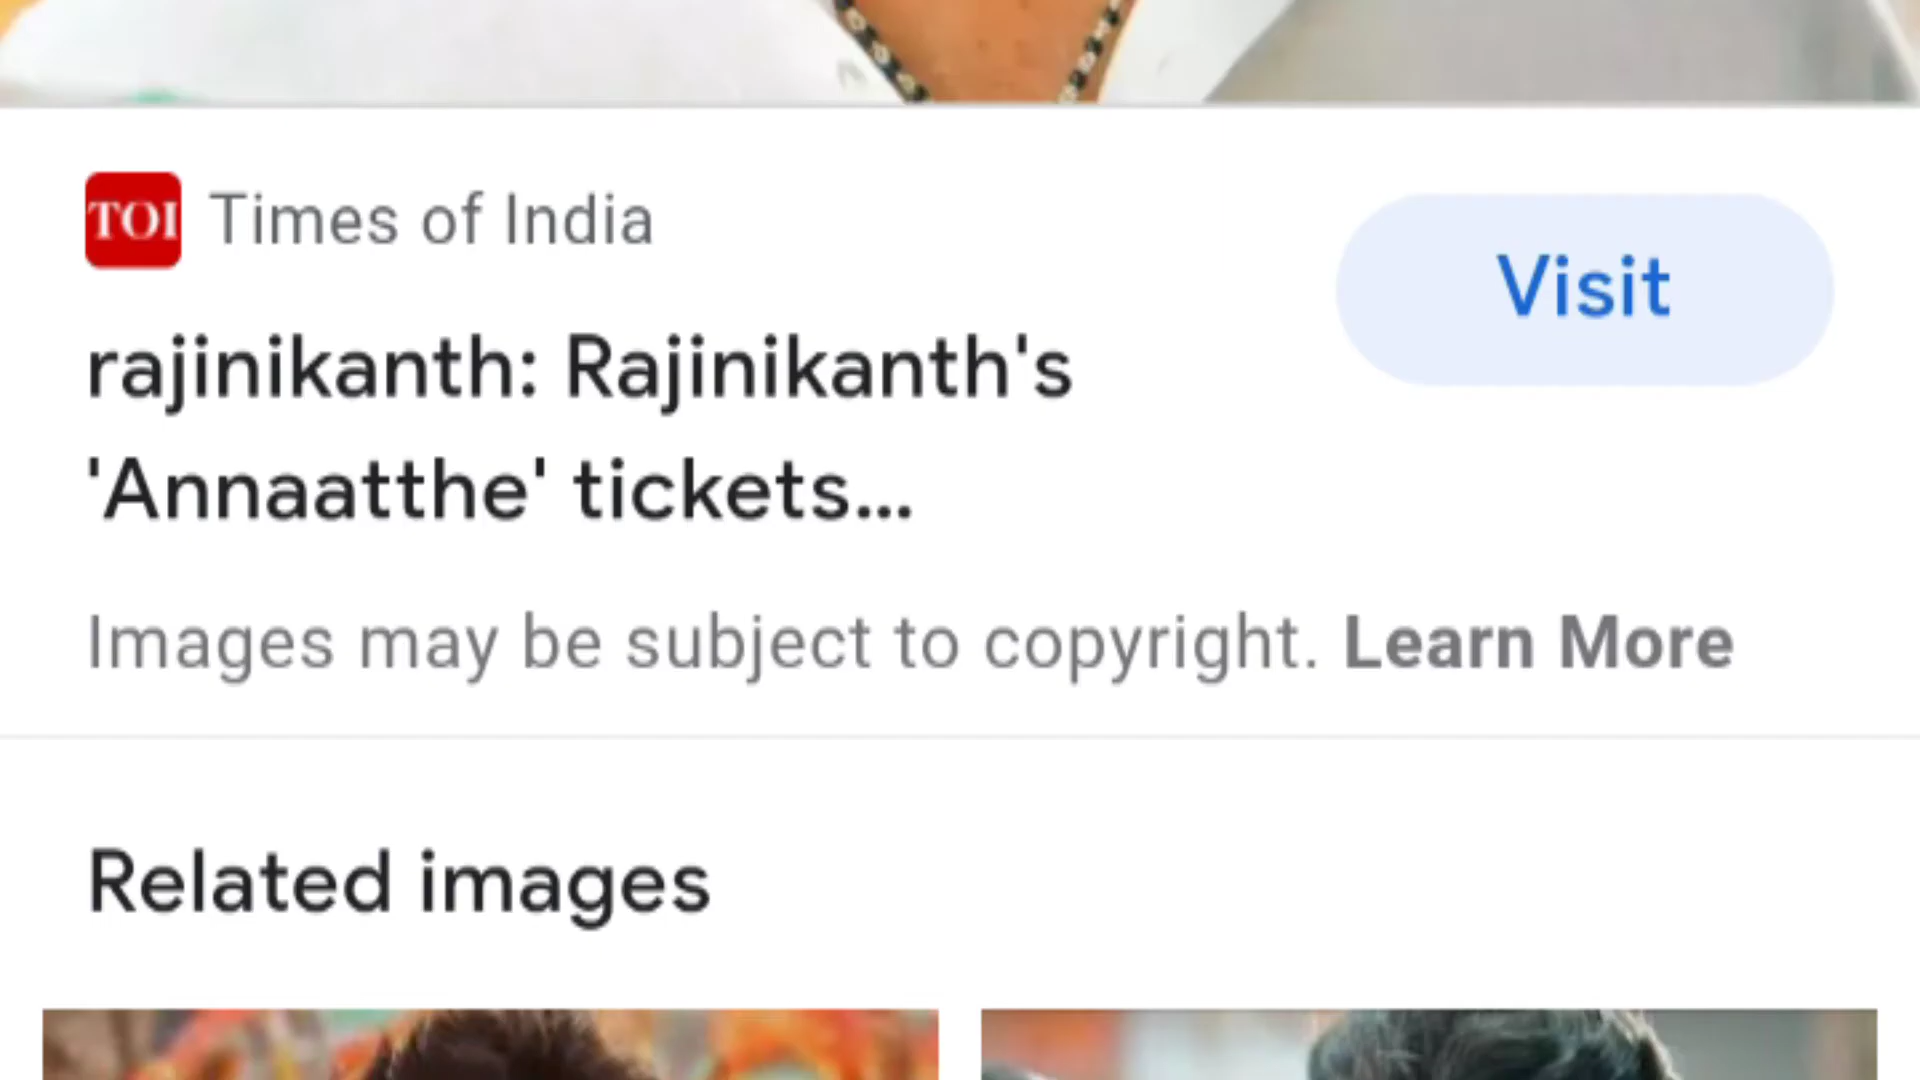 TOI Times of India
Visit
rajinikanth: Rajinikanth's
'Annaatthe' tickets...
Images may be subject to copyright. Learn More
Related images